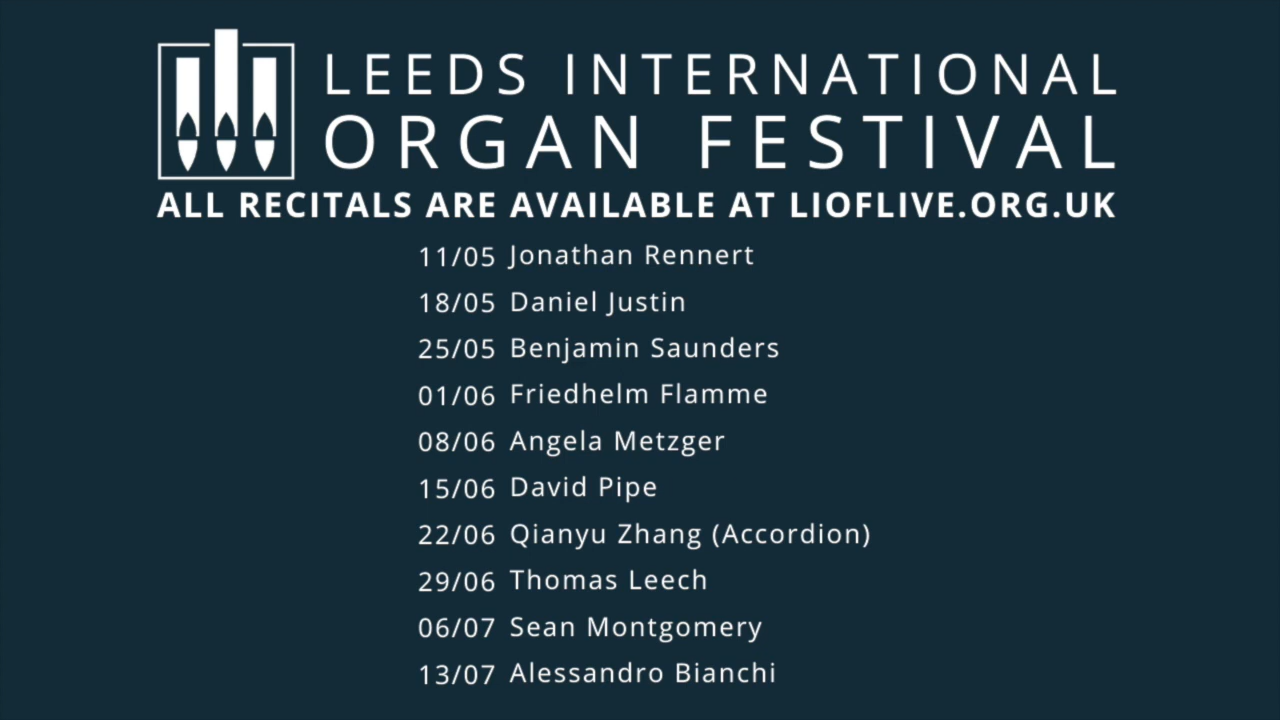 LEEDS INTERNATIONAL
ORGAN FESTIVAL
ALL RECITALS ARE AVAILABLE AT LIOFLIVE.ORG.UK
11/05 Jonathan Rennert
18/05 Daniel Justin
25/05 Benjamin Saunders
01/06 Friedhelm Flamme
08/06 Angela Metzger
15/06 David Pipe
22/06 Qianyu Zhang (Accordion)
29/06 Thomas Leech
06/07 Sean Montgomery
13/07 Alessandro Bianchi